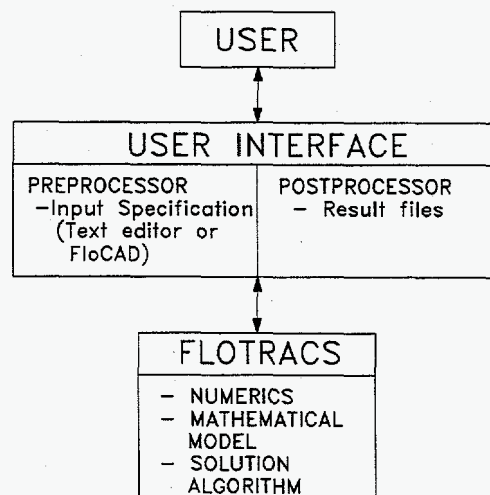 USER
USER INTERFACE
PREPROCESSOR
-Input Specification
(Text editor or
FloCAD)
POSTPROCESSOR
- Result files
FLOTRACS
- NUMERICS
- MATHEMATICAL
MODEL
- SOLUTION
ALGORITHM